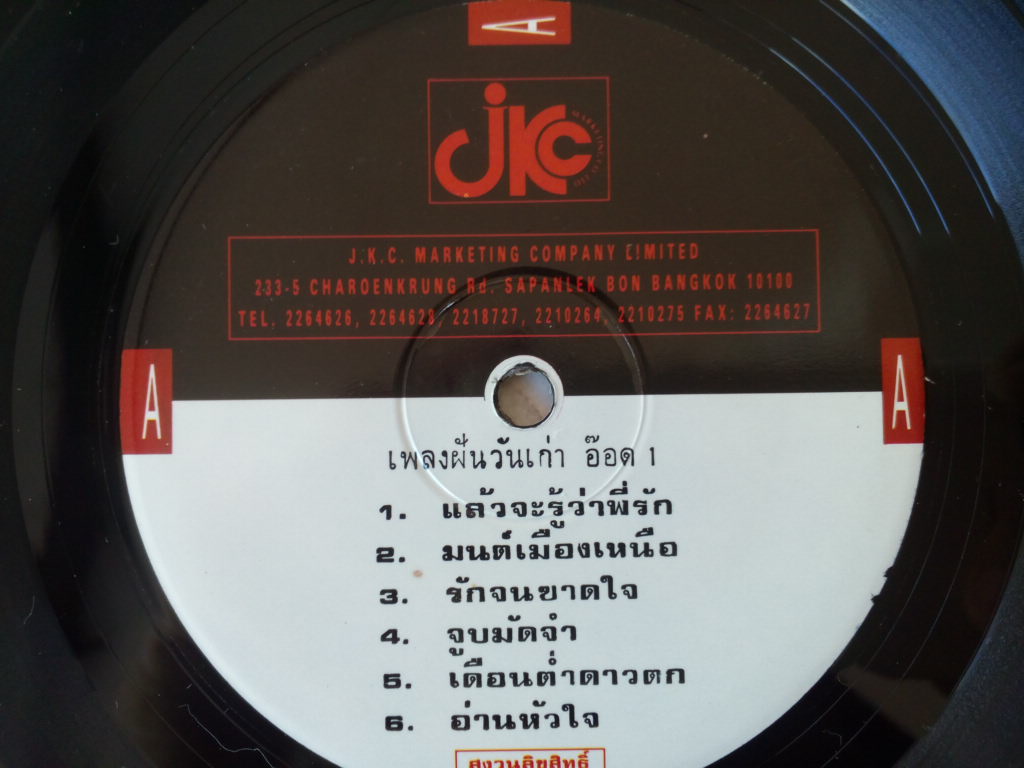 A
JKC
MARKETING CO LTD
J.K.C. MARKETING COMPANY LIMITED
233-5 CHAROENKRUNG Rd. SAPANLEK BON BANGKOK 10100
TEL. 2264626, 2264628, 2218727, 2210264, 2210275 FAX: 2264627
A A
เพลงฝันวันเก่า อ๊อด 1
1. แล้วจะรู้ว่าพี่รัก
2. มนต์เมืองเหนือ
3. รักจนขาดใจ
4. จูบมัดจำ
5. เดือนต่ำดาวตก
6. อ่านหัวใจ
สงวนลิขสิทธิ์